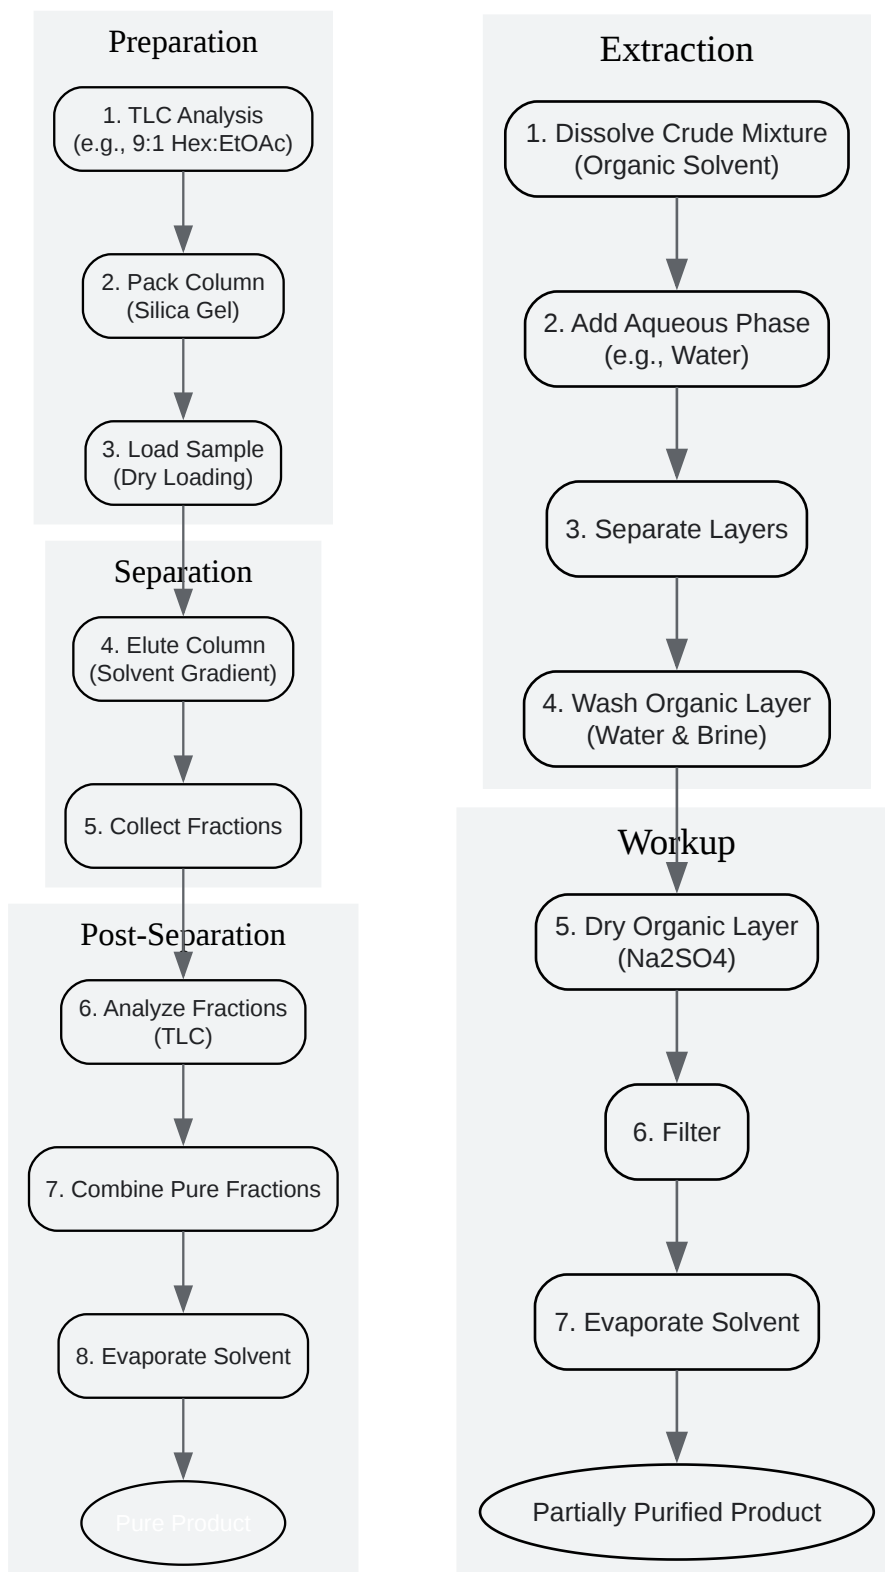 Preparation
1. TLC Analysis
(e.g., 9:1 Hex:EtOAc)
2. Pack Column
(Silica Gel)
3. Load Sample
(Dry Loading)
Separation
4. Elute Column
(Solvent Gradient)
5. Collect Fractions
Post-Separation
6. Analyze Fractions
(TLC)
7. Combine Pure Fractions
8. Evaporate Solvent
Pure Product
Extraction
1. Dissolve Crude Mixture
(Organic Solvent)
2. Add Aqueous Phase
(e.g., Water)
3. Separate Layers
4. Wash Organic Layer
(Water & Brine)
Workup
5. Dry Organic Layer
(Na2SO4)
6. Filter
7. Evaporate Solvent
Partially Purified Product